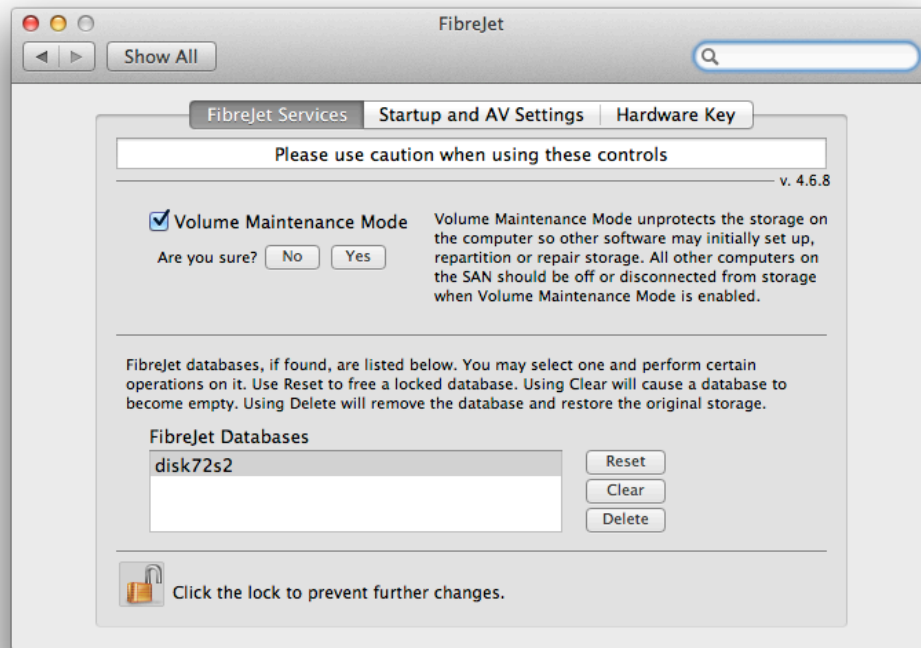 FibreJet
Show All
FibreJet Services
Startup and AV Settings
Hardware Key
Please use caution when using these controls
v. 4.6.8
Volume Maintenance Mode
Are you sure?
No
Yes
Volume Maintenance Mode unprotects the storage on
the computer so other software may initially set up,
repartition or repair storage. All other computers on
the SAN should be off or disconnected from storage
when Volume Maintenance Mode is enabled.
FibreJet databases, if found, are listed below. You may select one and perform certain
operations on it. Use Reset to free a locked database. Using Clear will cause a database to
become empty. Using Delete will remove the database and restore the original storage.
FibreJet Databases
disk72s2
Reset
Clear
Delete
Click the lock to prevent further changes.